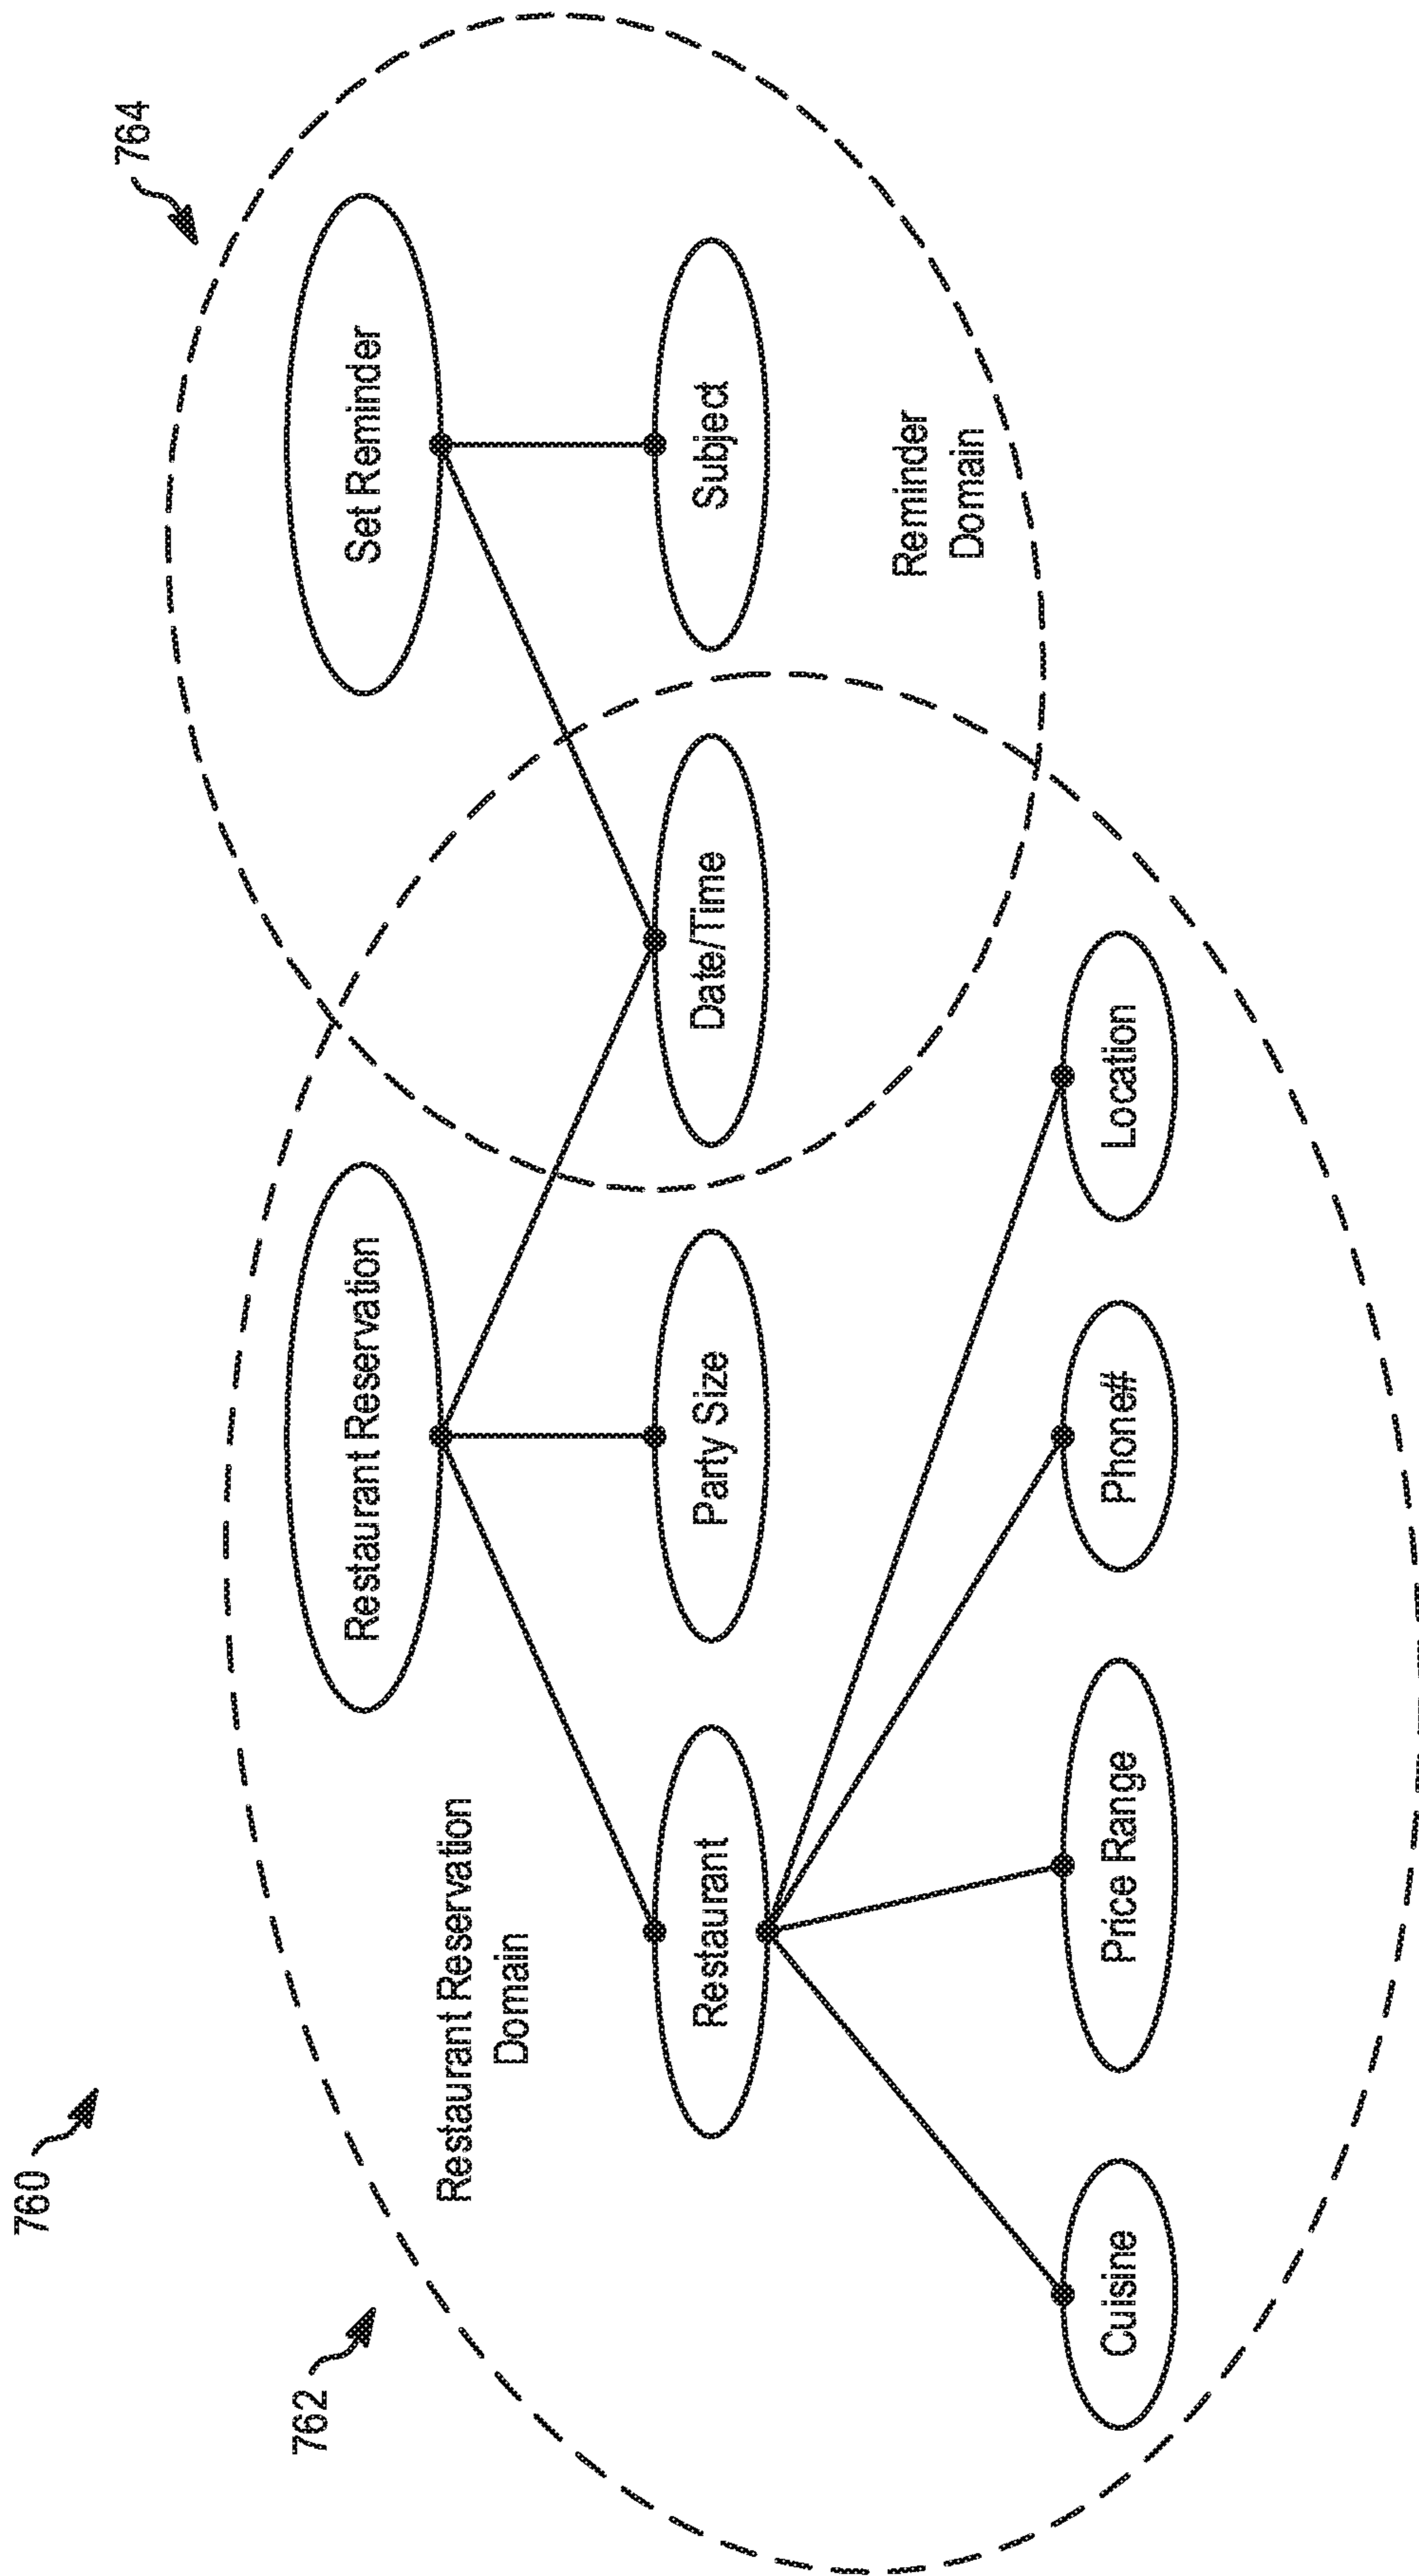 760
762
764
Restaurant Reservation
Set Reminder
Restaurant Reservation
Domain
Restaurant
Party Size
Date/Time
Subject
Reminder
Domain
Cuisine
Price Range
Phone#
Location